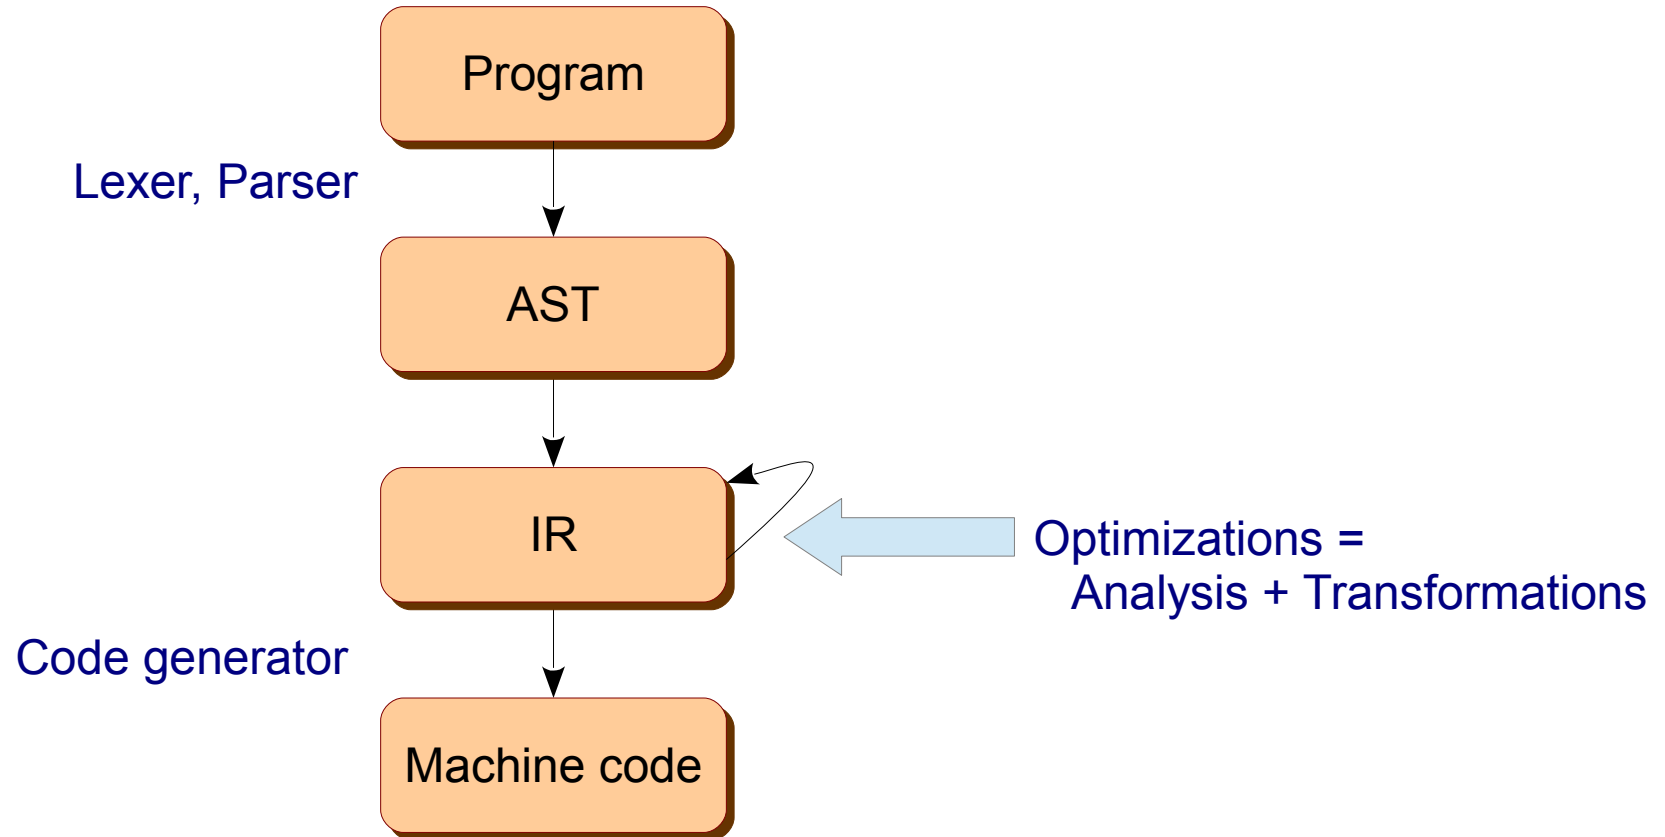 Program
Lexer, Parser
AST
IR
Optimizations =
Analysis + Transformations
Code generator
Machine code